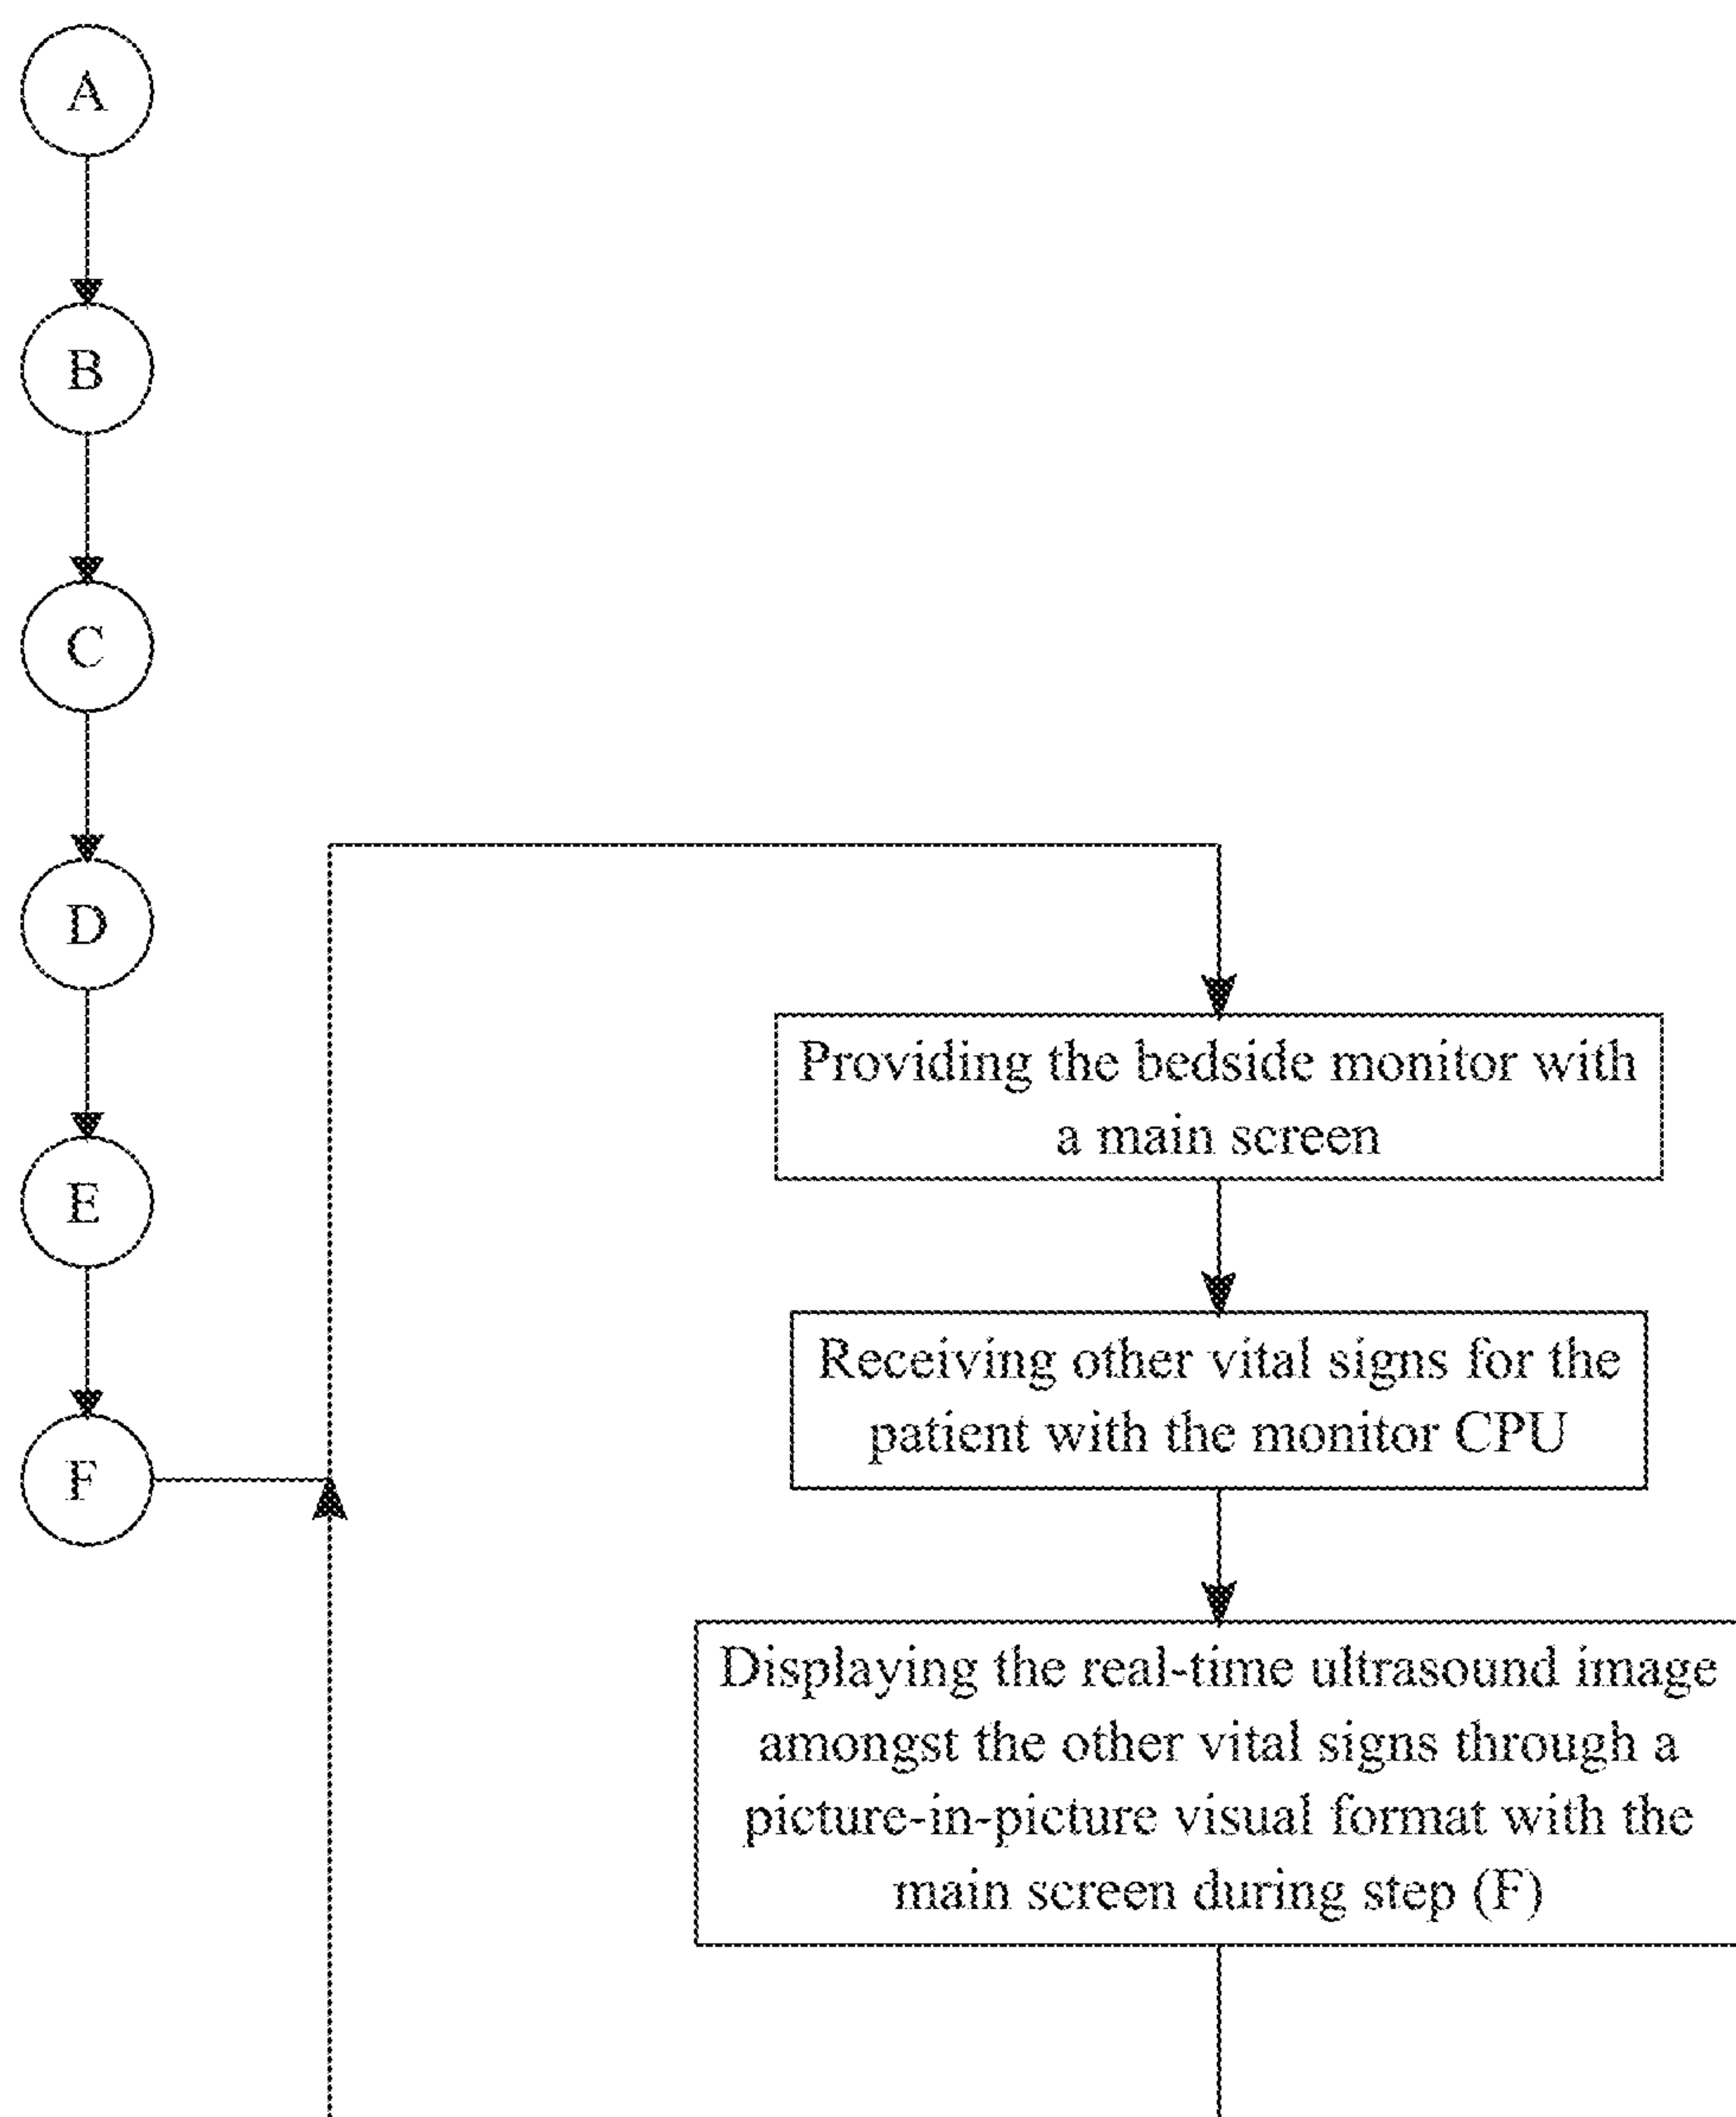 A
B
C
D
E
F
Providing the bedside monitor with
a main screen
Receiving other vital signs for the
patient with the monitor CPU
Displaying the real-time ultrasound image
amongst the other vital signs through a
picture-in-picture visual format with the
main screen during step (F)